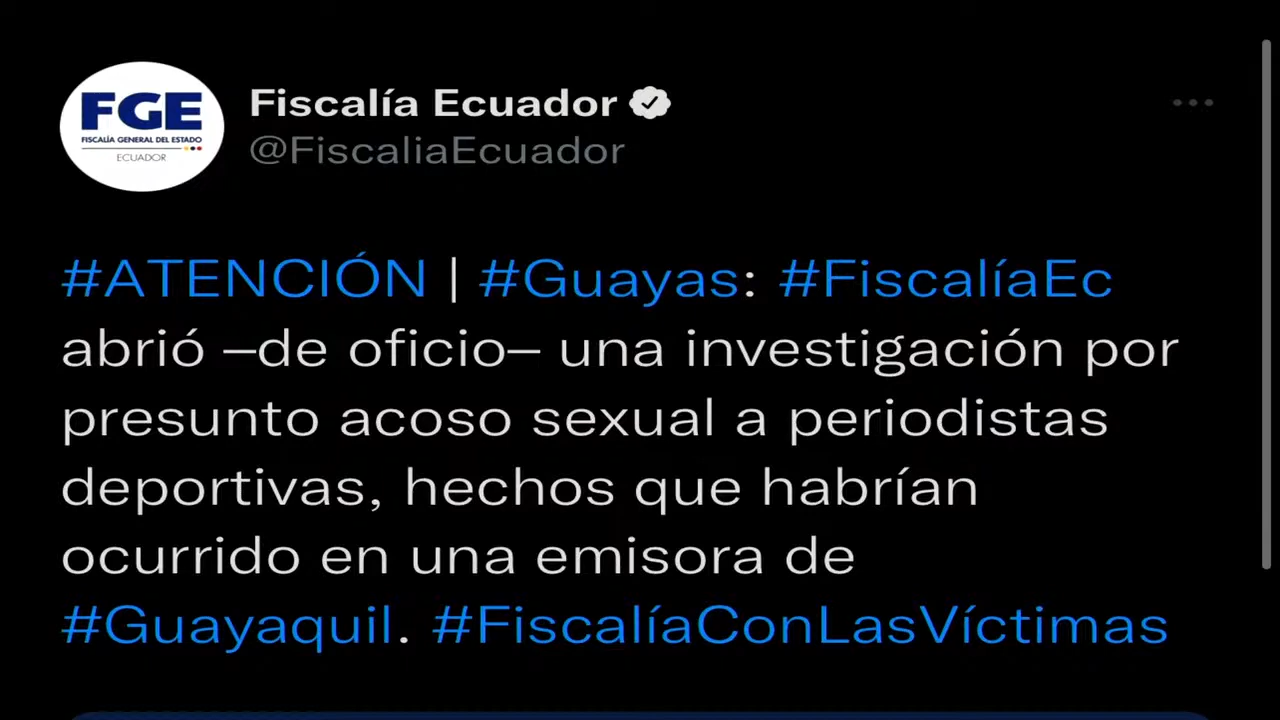 FGE
FISCALÍA GENERAL DEL ESTADO
ECUADOR
Fiscalía Ecuador
@FiscaliaEcuador
#ATENCIÓN | #Guayas: #FiscalíaEc
abrió –de oficio– una investigación por
presunto acoso sexual a periodistas
deportivas, hechos que habrían
ocurrido en una emisora de
#Guayaquil. #FiscalíaConLasVíctimas